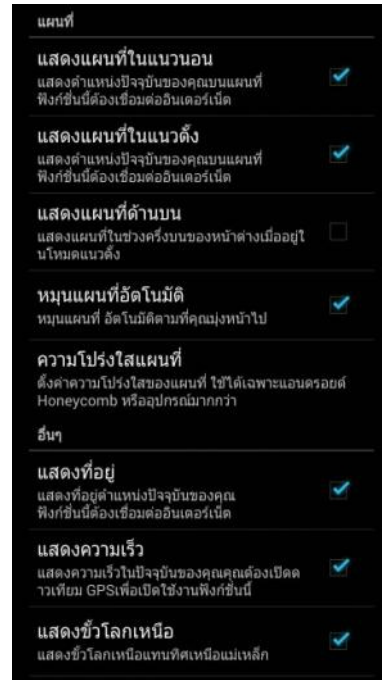 แผนที่
แสดงแผนที่ในแนวนอน
แสดงตำแหน่งปัจจุบันของคุณบนแผนที่
ฟังก์ชั่นนี้ต้องเชื่อมต่ออินเตอร์เน็ต
แสดงแผนที่ในแนวตั้ง
แสดงตำแหน่งปัจจุบันของคุณบนแผนที่
ฟังก์ชั่นนี้ต้องเชื่อมต่ออินเตอร์เน็ต
แสดงแผนที่ด้านบน
แสดงแผนที่ในช่วงครึ่งบนของหน้าต่างเมื่ออยู่ใ
นโหมดแนวตั้ง
หมุนแผนที่อัตโนมัติ
หมุนแผนที่ อัตโนมัติตามที่คุณมุ่งหน้าไป
ความโปร่งใสแผนที่
ตั้งค่าความโปร่งใสของแผนที่ ใช้ได้เฉพาะแอนดรอยด์
Honeycomb หรืออุปกรณ์มากกว่า
อื่นๆ
แสดงที่อยู่
แสดงที่อยู่ตำแหน่งปัจจุบันของคุณ
ฟังก์ชั่นนี้ต้องเชื่อมต่ออินเตอร์เน็ต
แสดงความเร็ว
แสดงความเร็วในปัจจุบันของคุณคุณต้องเปิดด
าวเทียม GPSเพื่อเปิดใช้งานฟังก์ชั่นนี้
แสดงขั้วโลกเหนือ
แสดงขั้วโลกเหนือแทนทิศเหนือแม่เหล็ก